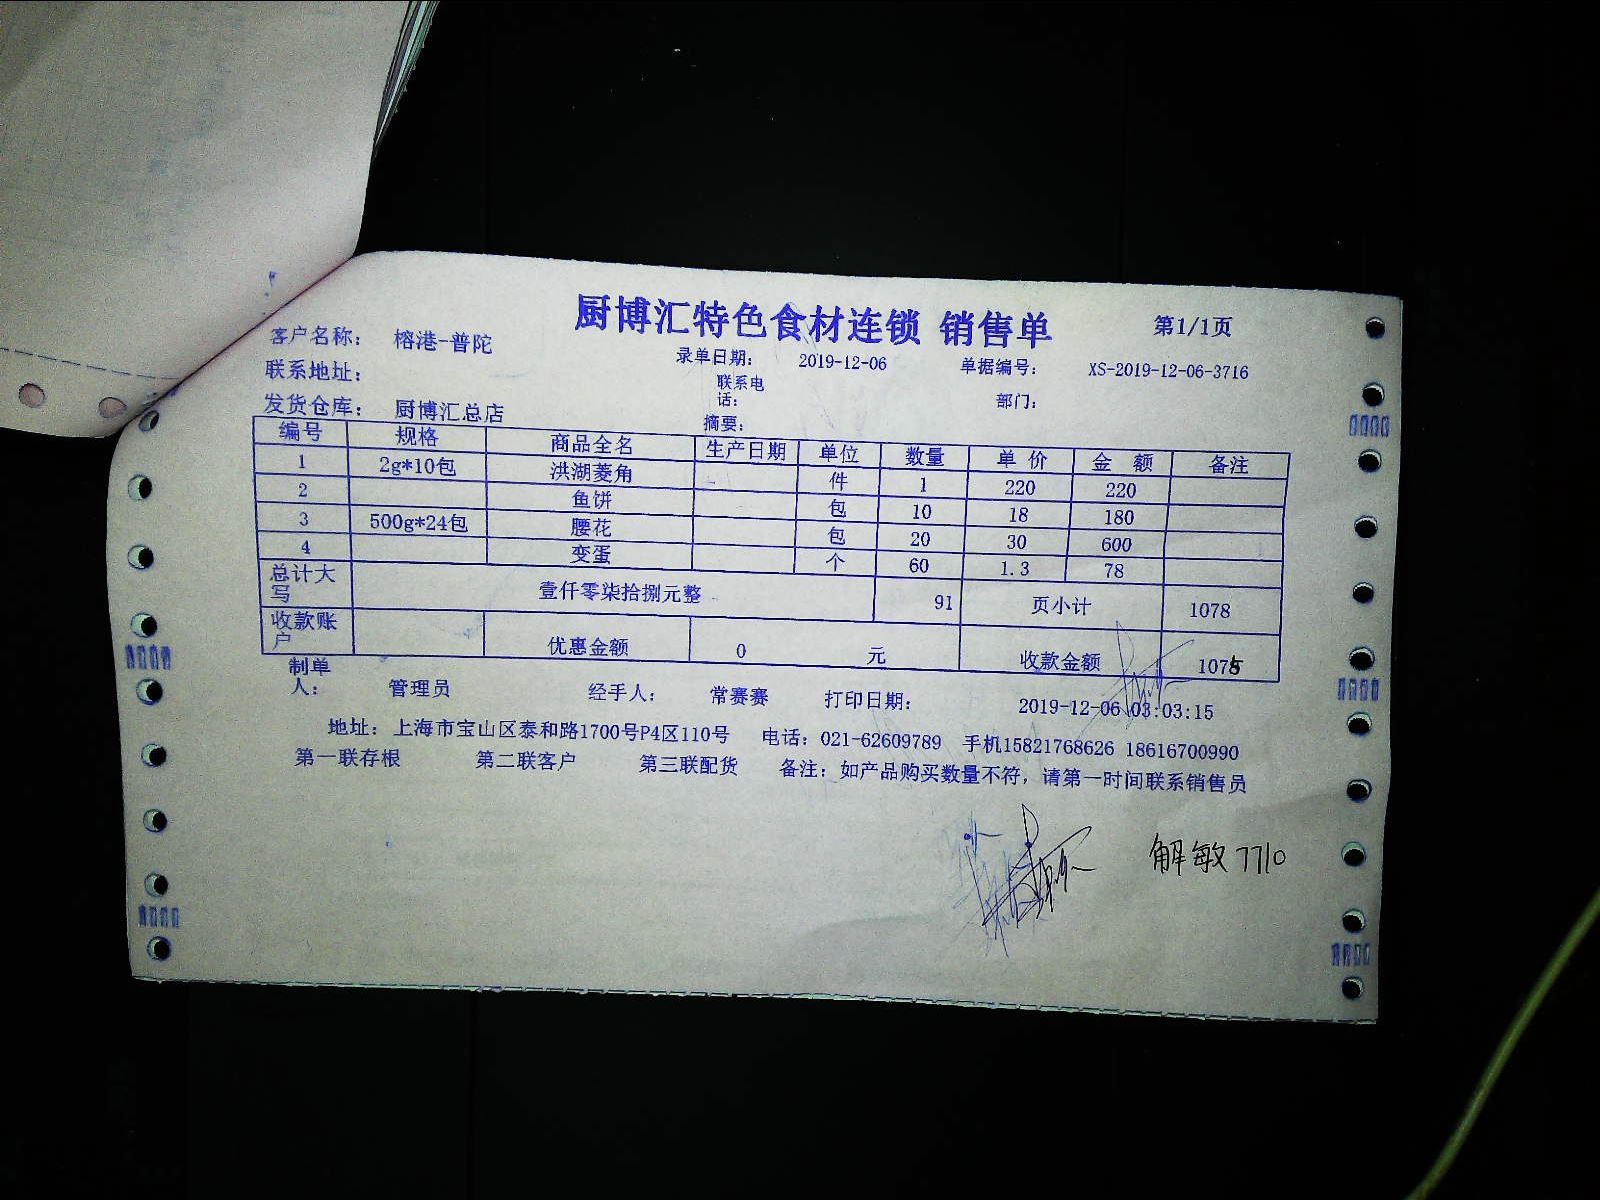 厨博汇特色食材连锁 销售单 第1/1页
客户名称： 榕港-普陀 录单日期： 2019-12-06 单据编号： XS-2019-12-06-3716
联系地址： 联系电话： 部门：
发货仓库： 厨博汇总店 摘要：
编号 规格 商品全名 生产日期 单位 数量 单 价 金 额 备注
1 2g*10包 洪湖菱角 件 1 220 220
2 鱼饼 包 10 18 180
3 500g*24包 腰花 包 20 30 600
4 变蛋 个 60 1.3 78
总计大写 壹仟零柒拾捌元整 91 页小计 1078
收款账户 优惠金额 0 元 收款金额 1075
制单人： 管理员 经手人： 常赛赛 打印日期： 2019-12-06 03:03:15
地址：上海市宝山区泰和路1700号P4区110号 电话：021-62609789 手机15821768626 18616700990
第一联存根 第二联客户 第三联配货 备注：如产品购买数量不符，请第一时间联系销售员
解敏 7710